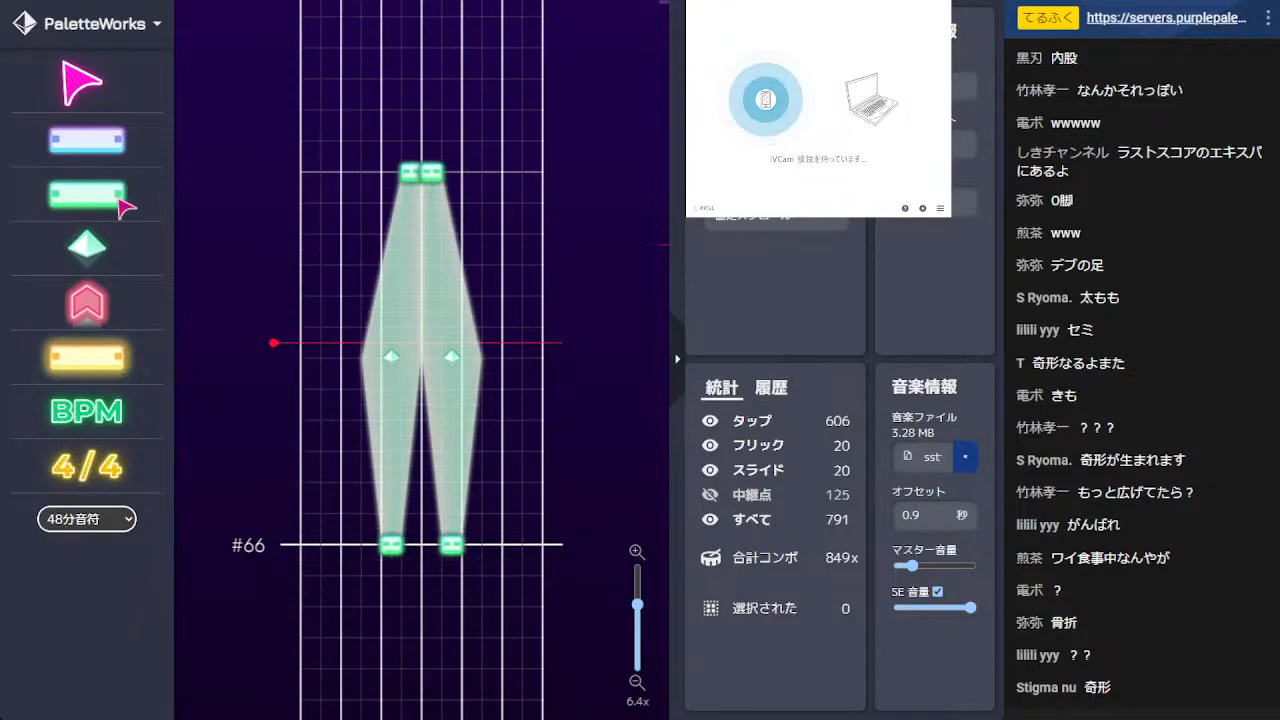 PaletteWorks
BPM
4/4
48分音符
#66
6.4x
iVCam 接続を待っています...
統計 履歴
タップ 606
フリック 20
スライド 20
中継点 125
すべて 791
合計コンボ 849x
選択された 0
音楽情報
音楽ファイル
3.28 MB
sst
オフセット
0.9 秒
マスター音量
SE 音量
てるふく https://servers.purplepale...
黒刃 内股
竹林孝一 なんかそれっぽい
電ボ wwwww
しきチャンネル ラストスコアのエキスパ
にあるよ
弥弥 O脚
煎茶 www
弥弥 デブの足
S Ryoma. 太もも
lililili yyy セミ
T 奇形なるよまた
電ボ きも
竹林孝一 ？？？
S Ryoma. 奇形が生まれます
竹林孝一 もっと広げてたら？
lililili yyy がんばれ
煎茶 ワイ食事中なんやが
電ボ ？
弥弥 骨折
lililili yyy ？？
Stigma nu 奇形